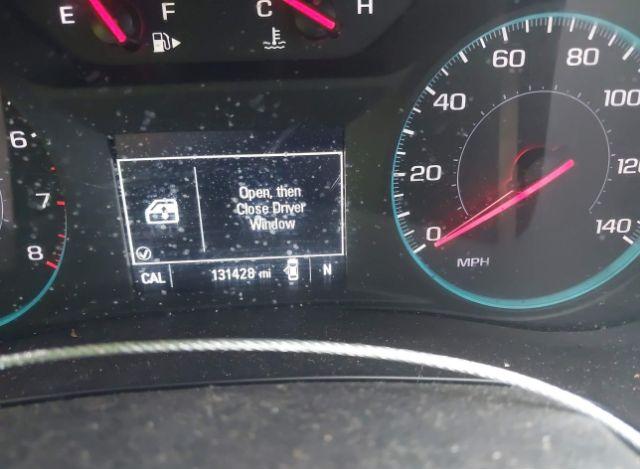 E F C H
6
7
8
Open, then
Close Driver
Window
CAL 131428 mi N
0 20 40 60 80 100 120 140
MPH